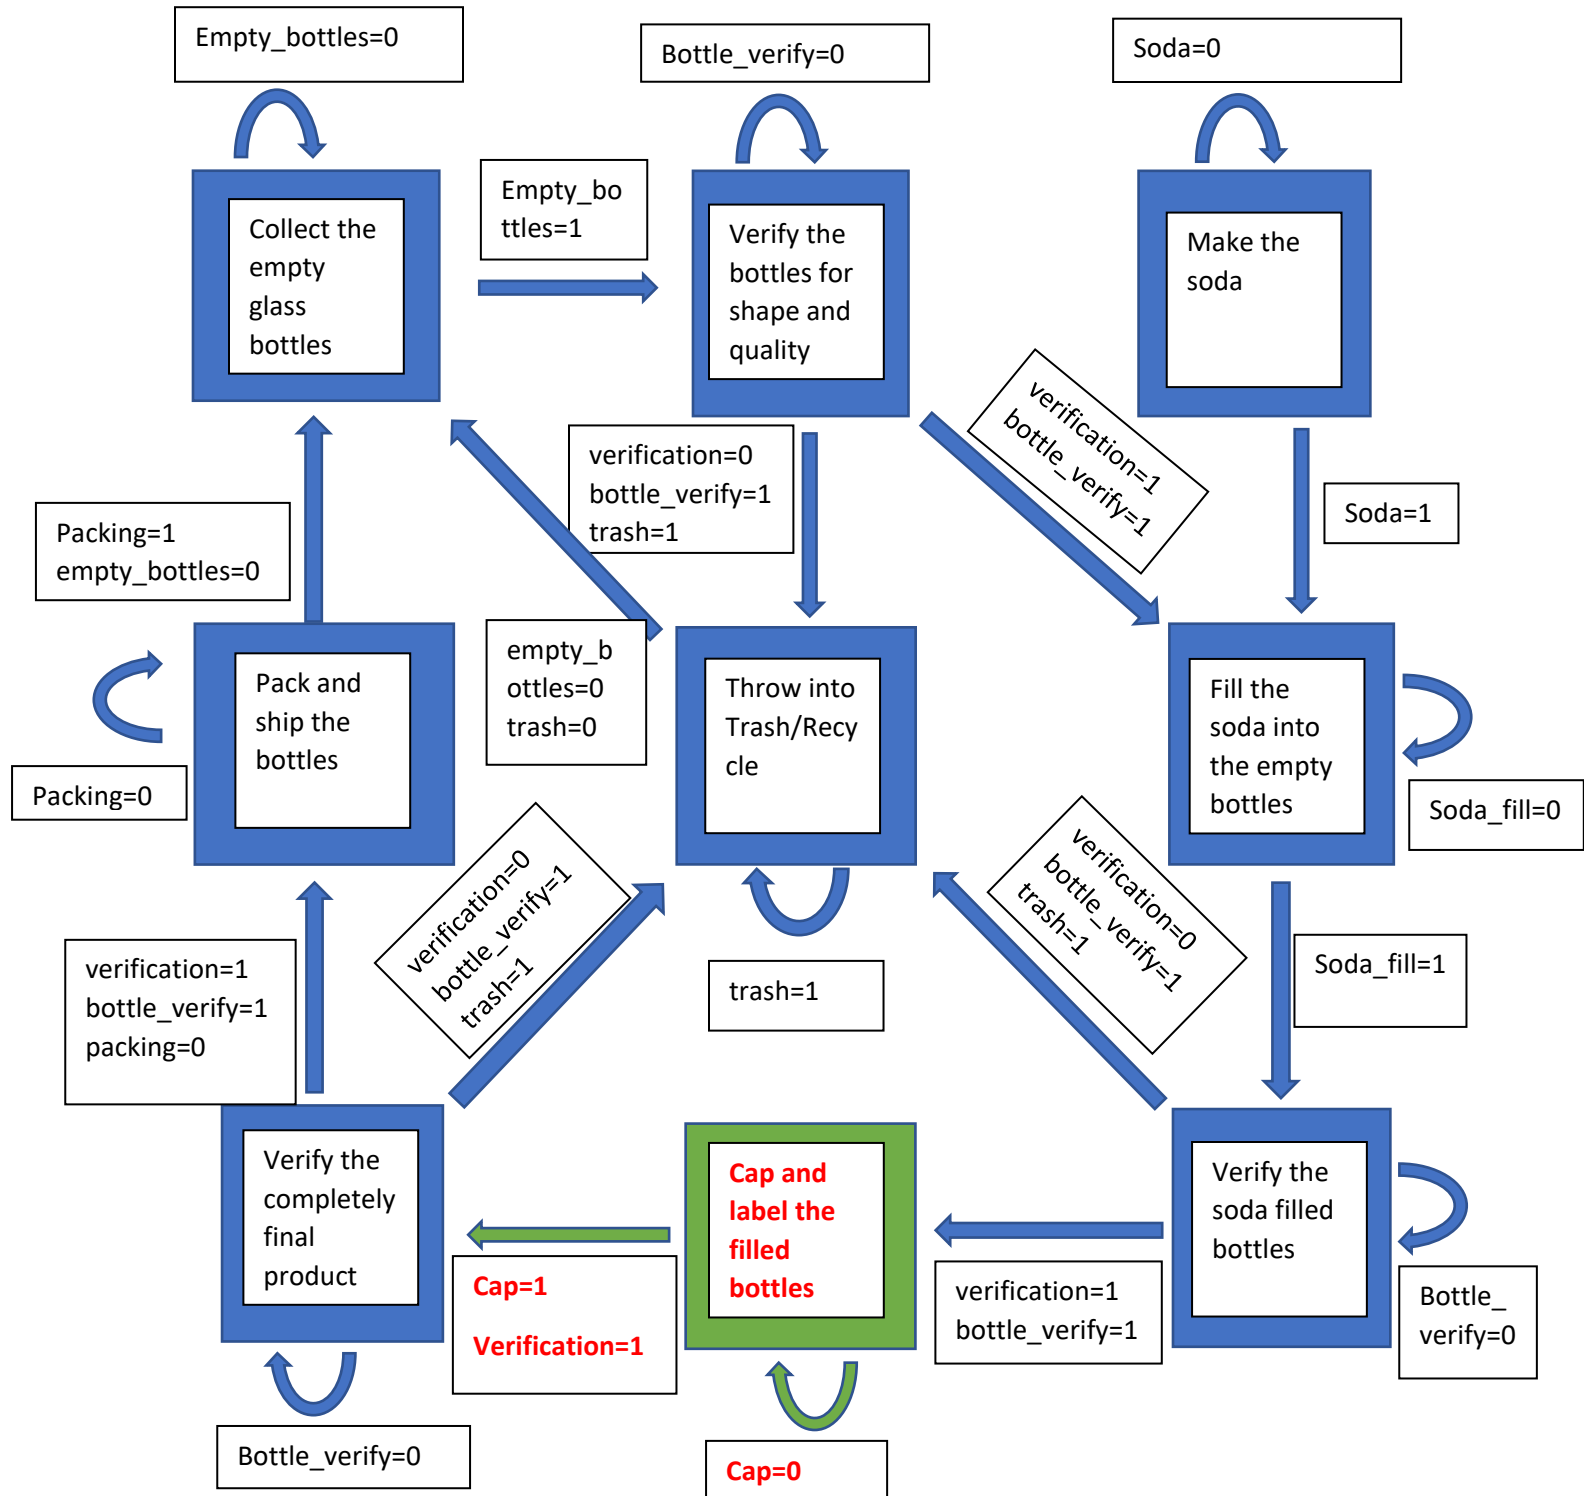 Empty_bottles=0
Bottle_verify=0
Soda=0
Collect the
empty
glass
bottles
Empty_bo
ttles=1
Verify the
bottles for
shape and
quality
Make the
soda
verification=0
bottle_verify=1
trash=1
verification=1
bottle_verify=1
Soda=1
Packing=1
empty_bottles=0
Pack and
ship the
bottles
empty_b
ottles=0
trash=0
Throw into
Trash/Recy
cle
Fill the
soda into
the empty
bottles
Packing=0
Soda_fill=0
verification=0
bottle_verify=1
trash=1
verification=0
bottle_verify=1
trash=1
Soda_fill=1
verification=1
bottle_verify=1
packing=0
trash=1
Verify the
completely
final
product
Cap=1
Verification=1
Cap and
label the
filled
bottles
verification=1
bottle_verify=1
Verify the
soda filled
bottles
Bottle_
verify=0
Bottle_verify=0
Cap=0